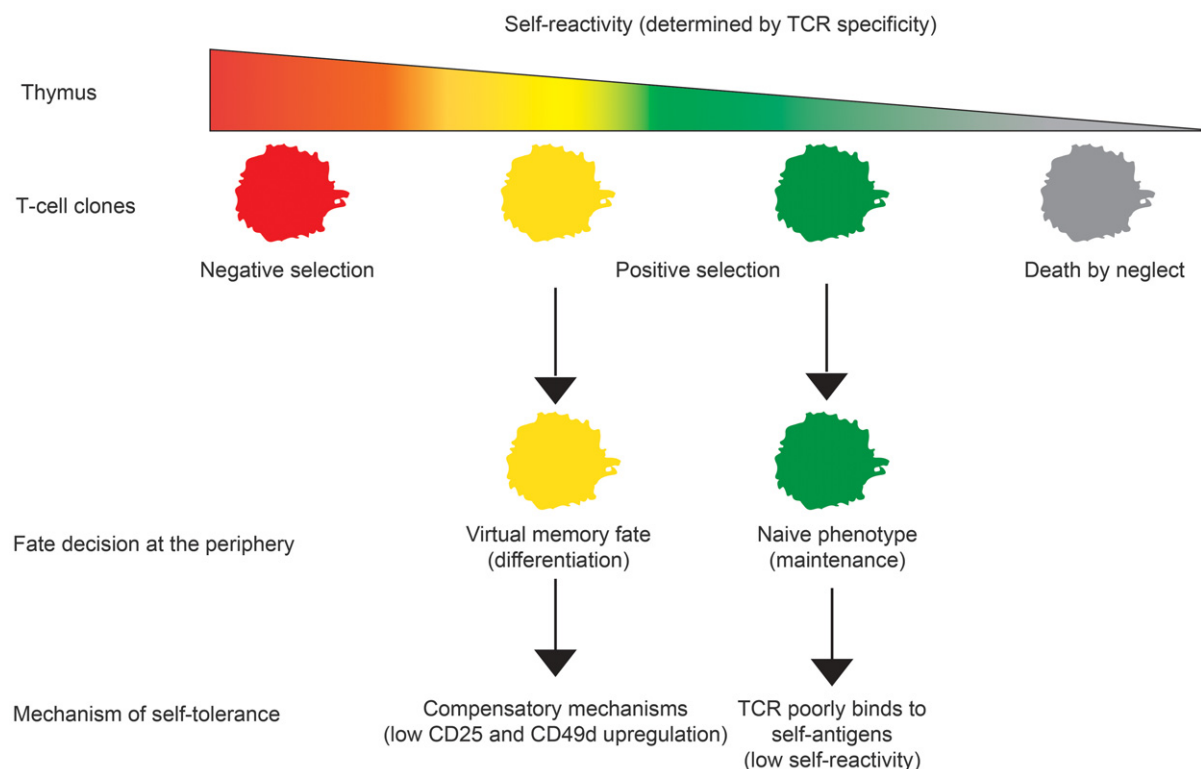 Self-reactivity (determined by TCR specificity)
Thymus
T-cell clones
Negative selection
Positive selection
Death by neglect
Fate decision at the periphery
Virtual memory fate
(differentiation)
Naive phenotype
(maintenance)
Mechanism of self-tolerance
Compensatory mechanisms
(low CD25 and CD49d upregulation)
TCR poorly binds to
self-antigens
(low self-reactivity)